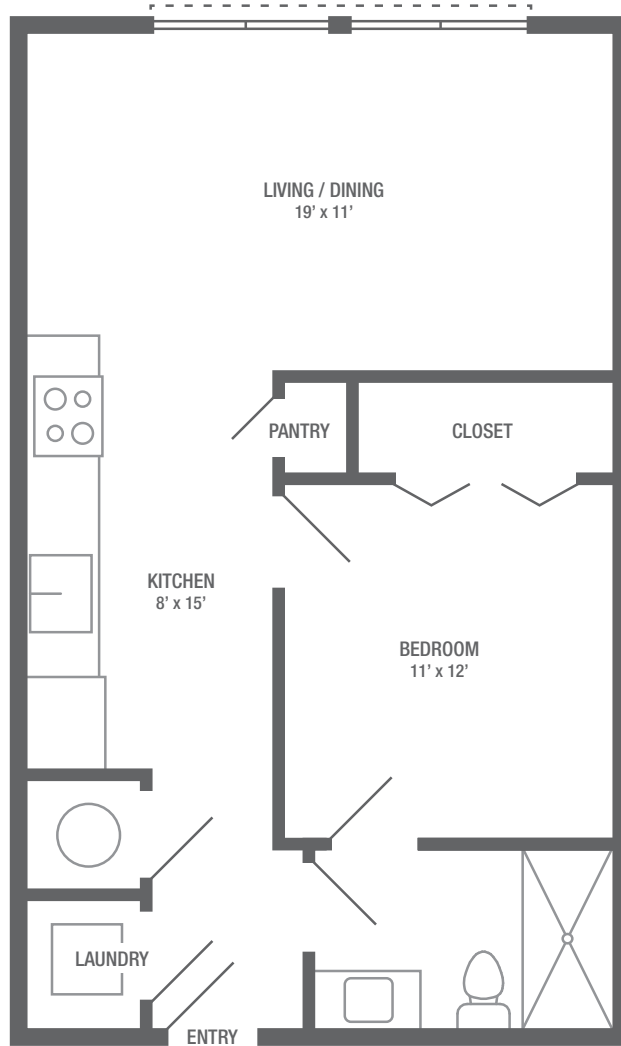 LIVING / DINING
19’ x 11’
PANTRY
CLOSET
KITCHEN
8’ x 15’
BEDROOM
11’ x 12’
LAUNDRY
ENTRY